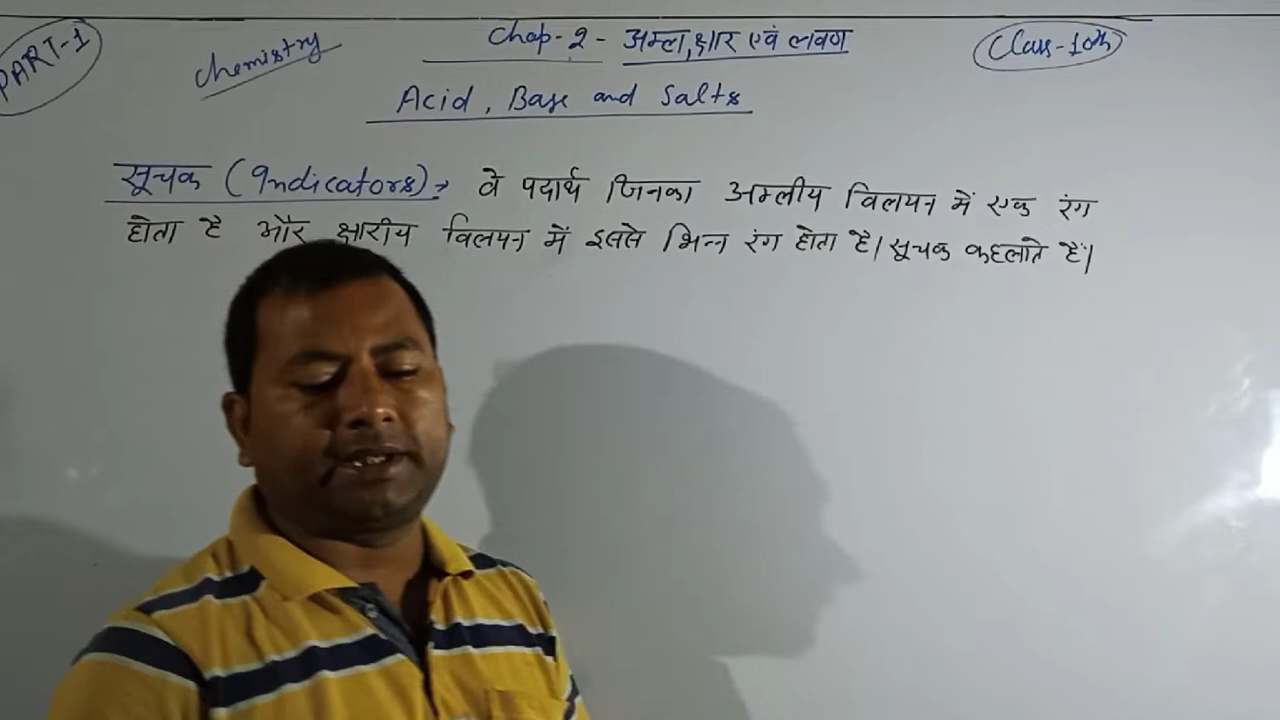 PART-1
Chemistry
Chap-2- अम्ल,क्षार एवं लवण
Class-10th
Acid, Base and Salts
सूचक (Indicators)→ वे पदार्थ जिनका अम्लीय विलयन में एक रंग
होता है और क्षारीय विलयन में इससे भिन्न रंग होता है। सूचक कहलाते हैं।